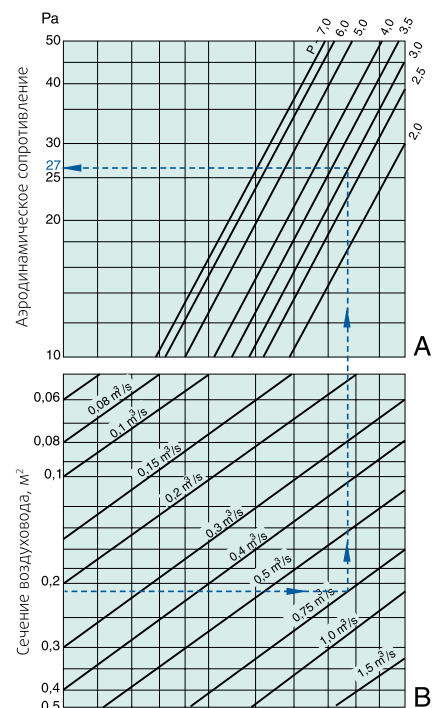 Pa
P - 7,0
6,0
5,0
4,0
3,5
3,0
2,5
2,0
50
40
30
27
25
20
10
Аэродинамическое сопротивление
A
0,06
0,08
0,1
0,2
0,3
0,4
0,5
Сечение воздуховода, м²
0,08 m³/s
0,1 m³/s
0,15 m³/s
0,2 m³/s
0,3 m³/s
0,4 m³/s
0,5 m³/s
0,75 m³/s
1,0 m³/s
1,5 m³/s
B